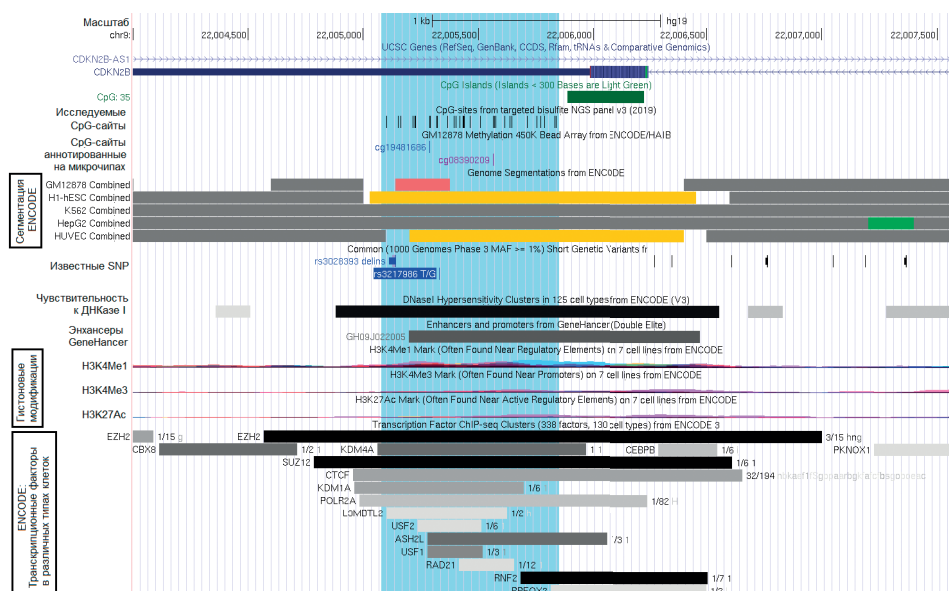 Масштаб
1 kb
hg19
chr9:
22,004,500
22,005,000
22,005,500
22,006,000
22,006,500
22,007,000
22,007,500
UCSC Genes (RefSeq, GenBank, CCDS, Rfam, tRNAs & Comparative Genomics)
CDKN2B-AS1
CDKN2B
CpG Islands (Islands < 300 Bases are Light Green)
CpG: 35
CpG-sites from targeted bisulfite NGS panel v3 (2019)
Исследуемые
CpG-сайты
GM12878 Methylation 450K Bead Array from ENCODE/HAIB
CpG-сайты
аннотированные
на микрочипах
cg19481686
cg08390209
Genome Segmentations from ENCODE
Сегментация
ENCODE
GM12878 Combined
H1-hESC Combined
K562 Combined
HepG2 Combined
HUVEC Combined
Common (1000 Genomes Phase 3 MAF >= 1%) Short Genetic Variants fr
Известные SNP
rs3028393 delins
rs3217986 T/G
Чувствительность
к ДНКазе I
DNaseI Hypersensitivity Clusters in 125 cell types from ENCODE (V3)
Энхансеры
GeneHancer
Enhancers and promoters from GeneHancer (Double Elite)
GH09J022005
Гистоновые
модификации
H3K4Me1 Mark (Often Found Near Regulatory Elements) on 7 cell lines from ENCODE
H3K4Me1
H3K4Me3 Mark (Often Found Near Promoters) on 7 cell lines from ENCODE
H3K4Me3
H3K27Ac Mark (Often Found Near Active Regulatory Elements) on 7 cell lines from ENCODE
H3K27Ac
ENCODE:
Транскрипционные факторы
в различных типах клеток
Transcription Factor ChIP-seq Clusters (338 factors, 130 cell types) from ENCODE 3
EZH2 1/15 g EZH2 3/15 hng
CBX8 1/2 KDM4A 1 CEBPB 1/6 PKNOX1
SUZ12 1/6 1
CTCF 32/194
KDM1A 1/6
POLR2A 1/82 H
L3MBTL2 1/2
USF2 1/6
ASH2L 1/3 1
USF1 1/3 1
RAD21 1/12
RNF2 1/7 1